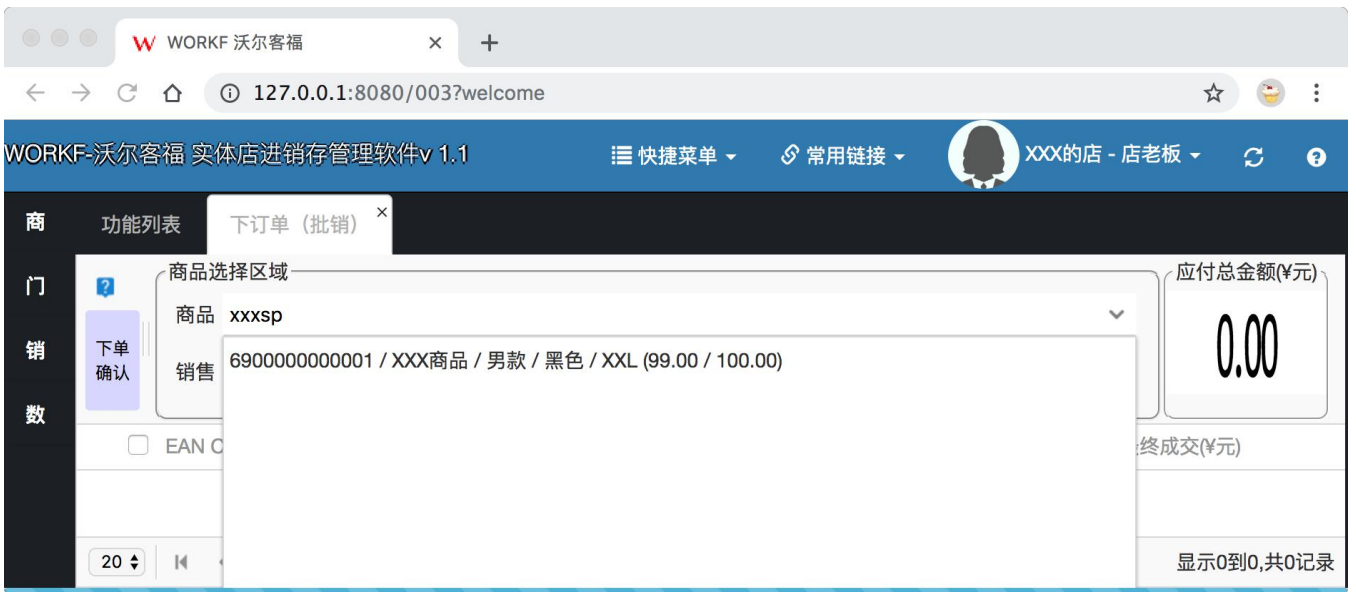 WORKF 沃尔客福
127.0.0.1:8080/003?welcome
WORKF-沃尔客福 实体店进销存管理软件v 1.1 快捷菜单 常用链接 XXX的店 - 店老板
商 功能列表 下订单（批销）
门 商品选择区域 应付总金额(¥元)
商品 xxxsp
销 下单 0.00
确认 销售 6900000000001 / XXX商品 / 男款 / 黑色 / XXL (99.00 / 100.00)
数
EAN 终成交(¥元)
20 显示0到0,共0记录